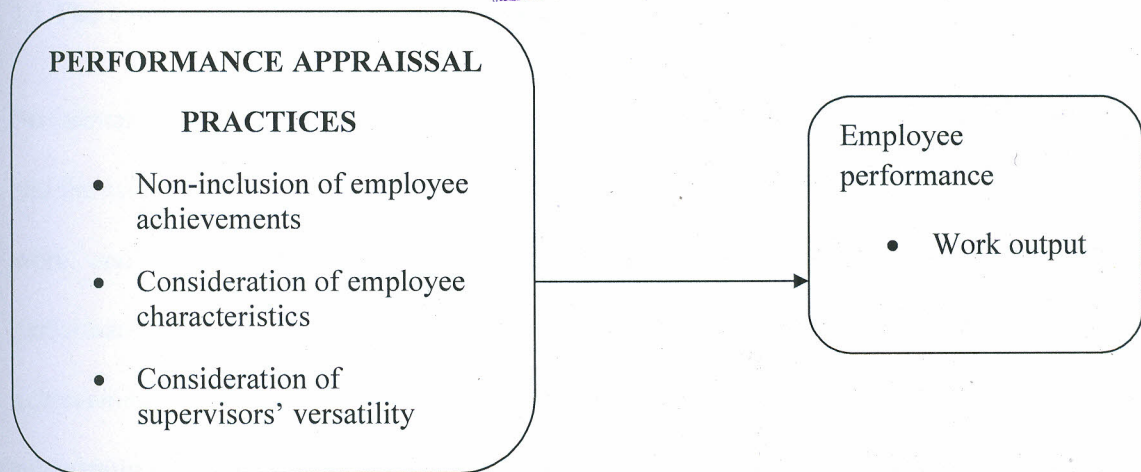 PERFORMANCE APPRAISSAL
PRACTICES
• Non-inclusion of employee
achievements
• Consideration of employee
characteristics
• Consideration of
supervisors’ versatility
Employee
performance
• Work output